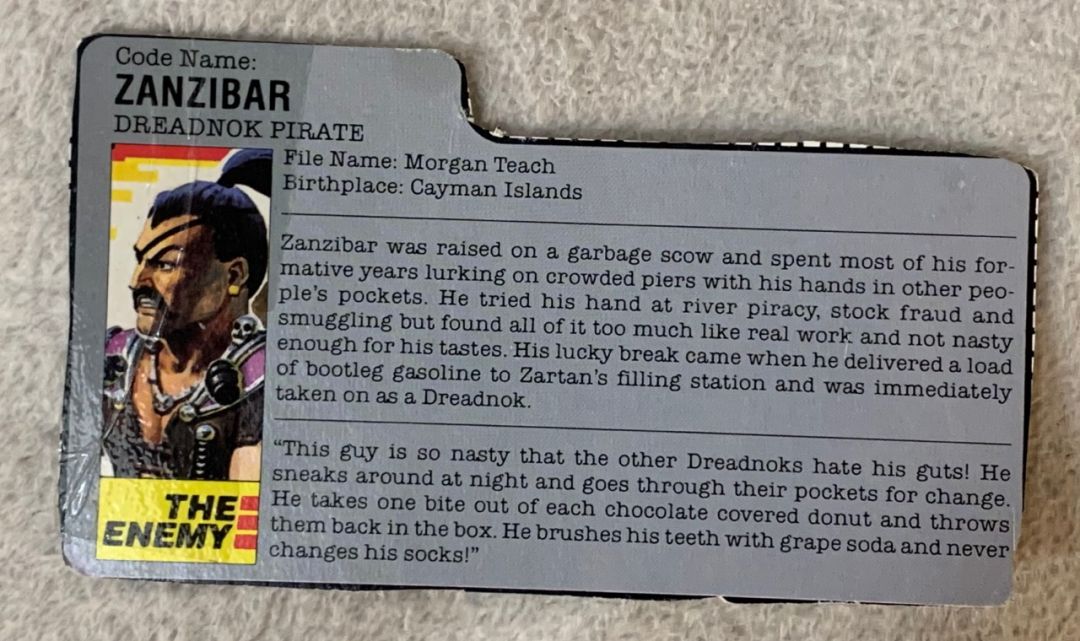 Code Name:
ZANZIBAR
DREADNOK PIRATE
File Name: Morgan Teach
Birthplace: Cayman Islands
Zanzibar was raised on a garbage scow and spent most of his for-
mative years lurking on crowded piers with his hands in other peo-
ple's pockets. He tried his hand at river piracy, stock fraud and
smuggling but found all of it too much like real work and not nasty
enough for his tastes. His lucky break came when he delivered a load
of bootleg gasoline to Zartan's filling station and was immediately
taken on as a Dreadnok.
"This guy is so nasty that the other Dreadnoks hate his guts! He
sneaks around at night and goes through their pockets for change.
He takes one bite out of each chocolate covered donut and throws
them back in the box. He brushes his teeth with grape soda and never
changes his socks!"
THE
ENEMY